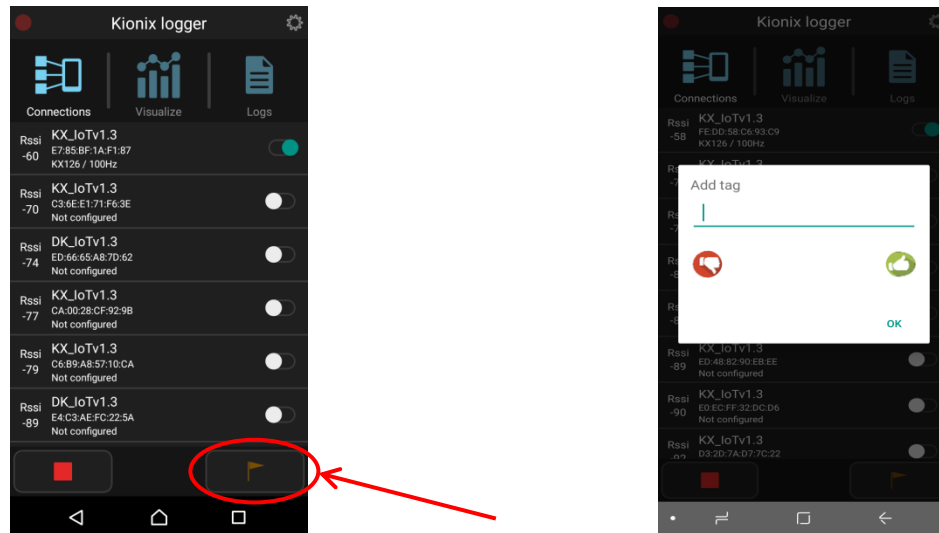 Kionix logger
Connections
Visualize
Logs
Rssi
-60
KX_IoTv1.3
E7:85:BF:1A:F1:87
KX126 / 100Hz
Rssi
-70
KX_IoTv1.3
C3:6E:E1:71:F6:3E
Not configured
Rssi
-74
DK_IoTv1.3
ED:66:65:A8:7D:62
Not configured
Rssi
-77
KX_IoTv1.3
CA:00:28:CF:92:9B
Not configured
Rssi
-79
KX_IoTv1.3
C6:B9:A8:57:10:CA
Not configured
Rssi
-89
DK_IoTv1.3
E4:C3:AE:FC:22:5A
Not configured
Kionix logger
Connections
Visualize
Logs
Rssi
-58
KX_IoTv1.3
FE:DD:58:C6:93:C9
KX126 / 100Hz
KX_IoTv1.3
Add tag
OK
KX_IoTv1.3
Rssi
-89
ED:48:82:90:EB:EE
Not configured
Rssi
-90
KX_IoTv1.3
E0:EC:FF:32:DC:D6
Not configured
Rssi
-92
KX_IoTv1.3
D3:2D:7A:D7:7C:22